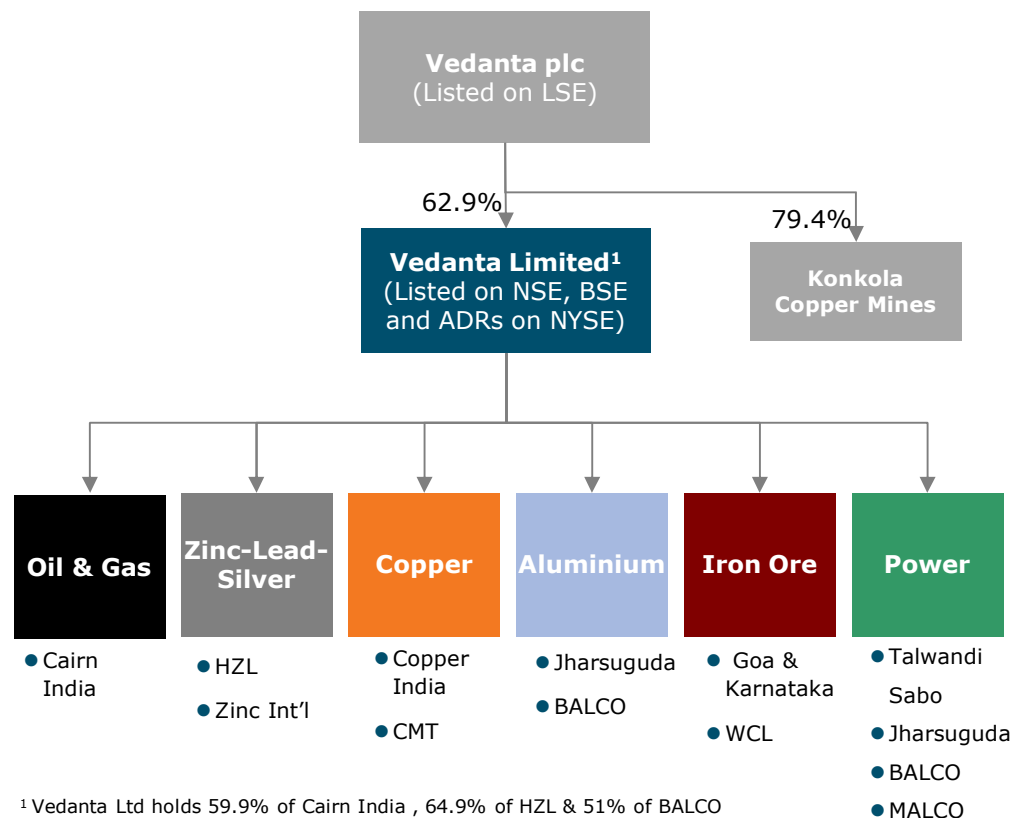 Vedanta plc
(Listed on LSE)
62.9%
79.4%
Vedanta Limited¹
(Listed on NSE, BSE
and ADRs on NYSE)
Konkola
Copper Mines
Oil & Gas
Zinc-Lead-
Silver
Copper
Aluminium
Iron Ore
Power
• Cairn
India
• HZL
• Zinc Int’l
• Copper
India
• CMT
• Jharsuguda
• BALCO
• Goa &
Karnataka
• WCL
• Talwandi
Sabo
• Jharsuguda
• BALCO
• MALCO
¹ Vedanta Ltd holds 59.9% of Cairn India , 64.9% of HZL & 51% of BALCO